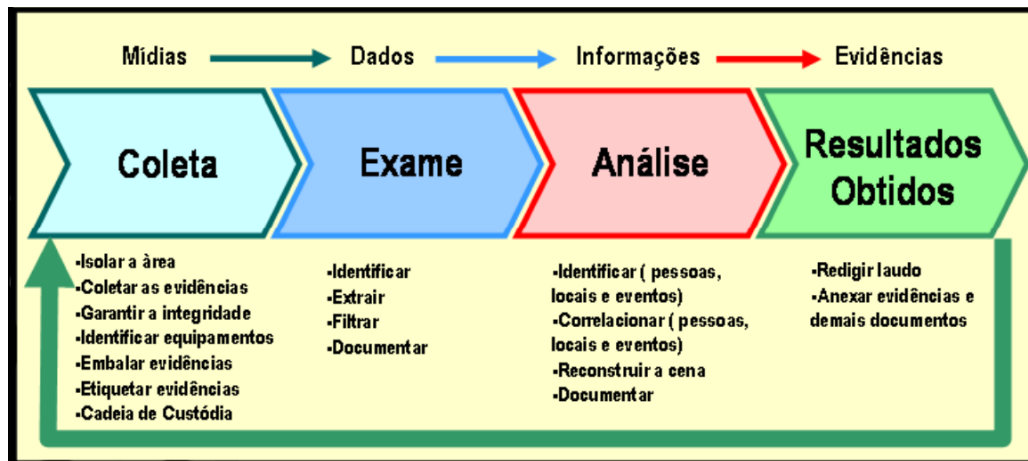 Mídias Dados Informações Evidências
Coleta
Exame
Análise
Resultados
Obtidos
-Isolar a àrea
-Coletar as evidências
-Garantir a integridade
-Identificar equipamentos
-Embalar evidências
-Etiquetar evidências
-Cadeia de Custódia
-Identificar
-Extrair
-Filtrar
-Documentar
-Identificar ( pessoas,
locais e eventos)
-Correlacionar ( pessoas,
locais e eventos)
-Reconstruir a cena
-Documentar
-Redigir laudo
-Anexar evidências e
demais documentos